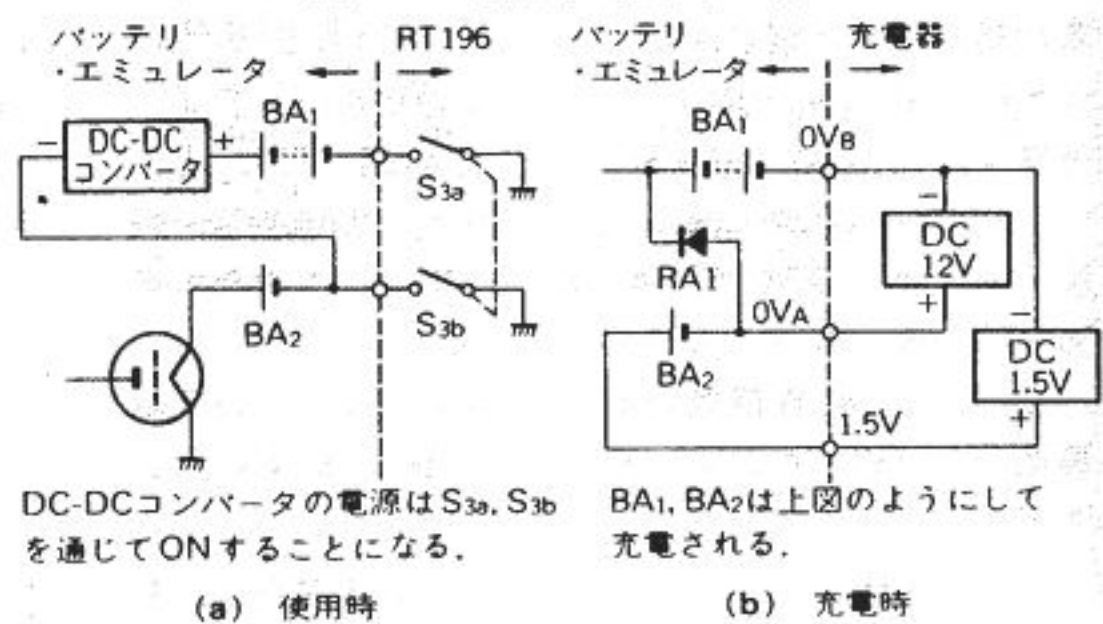 バッテリ
・エミュレータ
RT196
DC-DC
コンバータ
-
+
BA1
S3a
BA2
S3b
DC-DCコンバータの電源はS3a, S3b
を通じてONすることになる.
(a) 使用時
バッテリ
・エミュレータ
充電器
BA1
0VB
-
DC
12V
+
RA1
0VA
BA2
-
DC
1.5V
+
1.5V
BA1, BA2は上図のようにして
充電される.
(b) 充電時